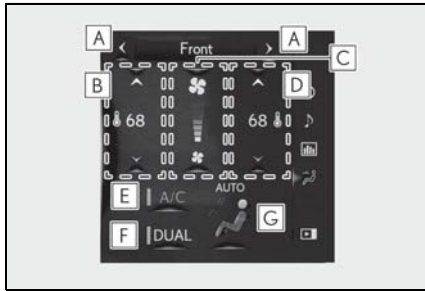 A Front A
C
B D
68 68
AUTO
E A/C G
F DUAL